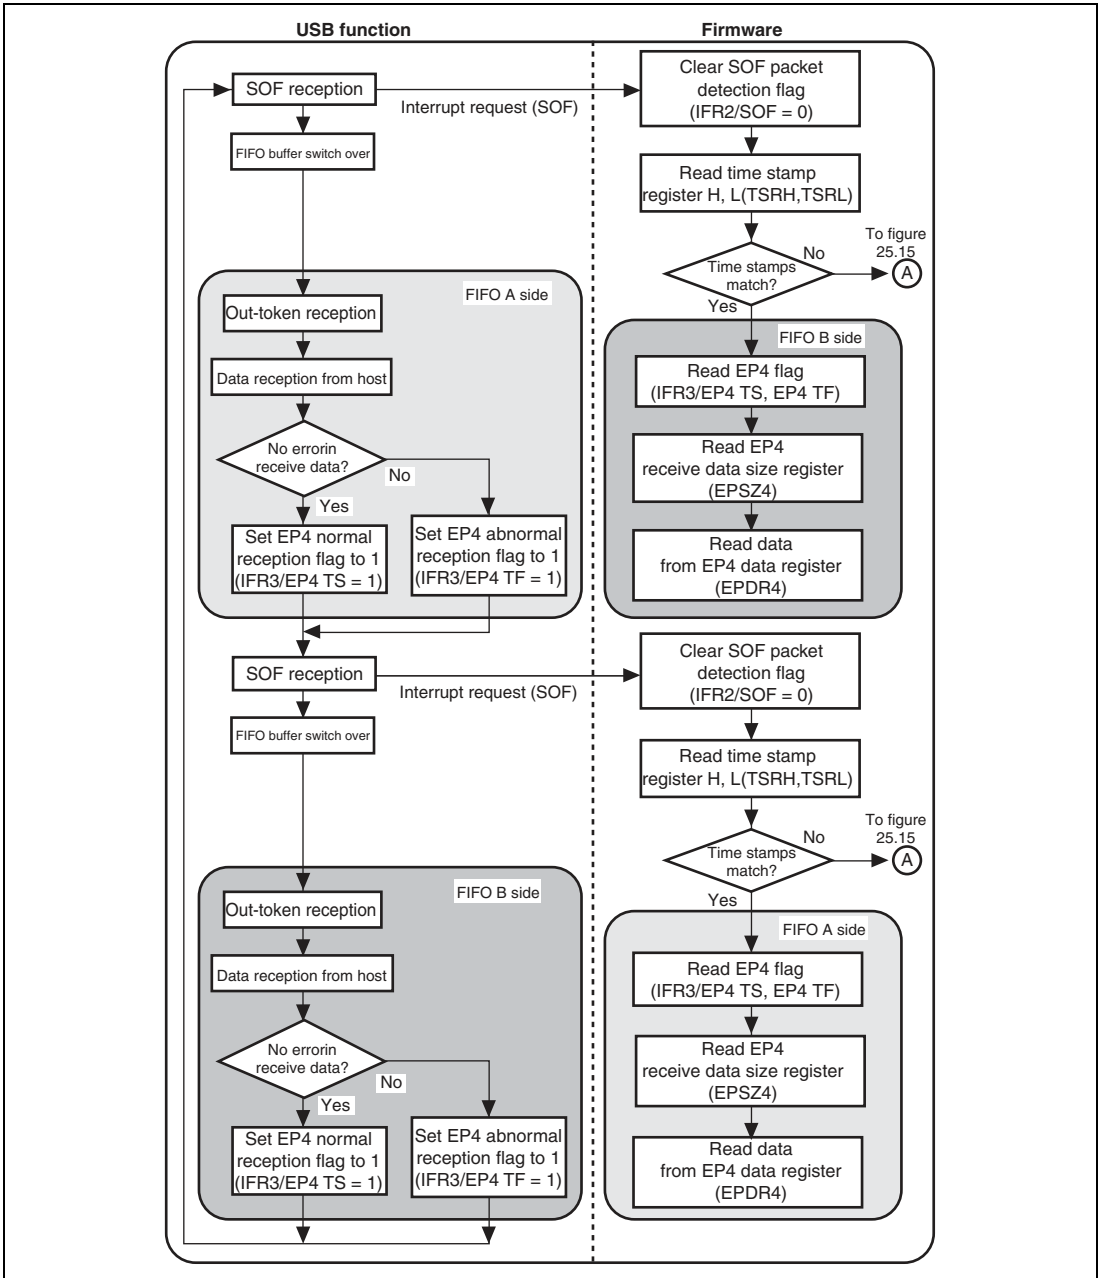 USB function
Firmware
SOF reception
Interrupt request (SOF)
FIFO buffer switch over
Clear SOF packet
detection flag
(IFR2/SOF = 0)
Read time stamp
register H, L(TSRH,TSRL)
Time stamps
match?
No
To figure
25.15
A
Yes
FIFO A side
Out-token reception
Data reception from host
No errorin
receive data?
No
Yes
Set EP4 normal
reception flag to 1
(IFR3/EP4 TS = 1)
Set EP4 abnormal
reception flag to 1
(IFR3/EP4 TF = 1)
FIFO B side
Read EP4 flag
(IFR3/EP4 TS, EP4 TF)
Read EP4
receive data size register
(EPSZ4)
Read data
from EP4 data register
(EPDR4)
SOF reception
Interrupt request (SOF)
FIFO buffer switch over
Clear SOF packet
detection flag
(IFR2/SOF = 0)
Read time stamp
register H, L(TSRH,TSRL)
Time stamps
match?
No
To figure
25.15
A
Yes
FIFO B side
Out-token reception
Data reception from host
No errorin
receive data?
No
Yes
Set EP4 normal
reception flag to 1
(IFR3/EP4 TS = 1)
Set EP4 abnormal
reception flag to 1
(IFR3/EP4 TF = 1)
FIFO A side
Read EP4 flag
(IFR3/EP4 TS, EP4 TF)
Read EP4
receive data size register
(EPSZ4)
Read data
from EP4 data register
(EPDR4)